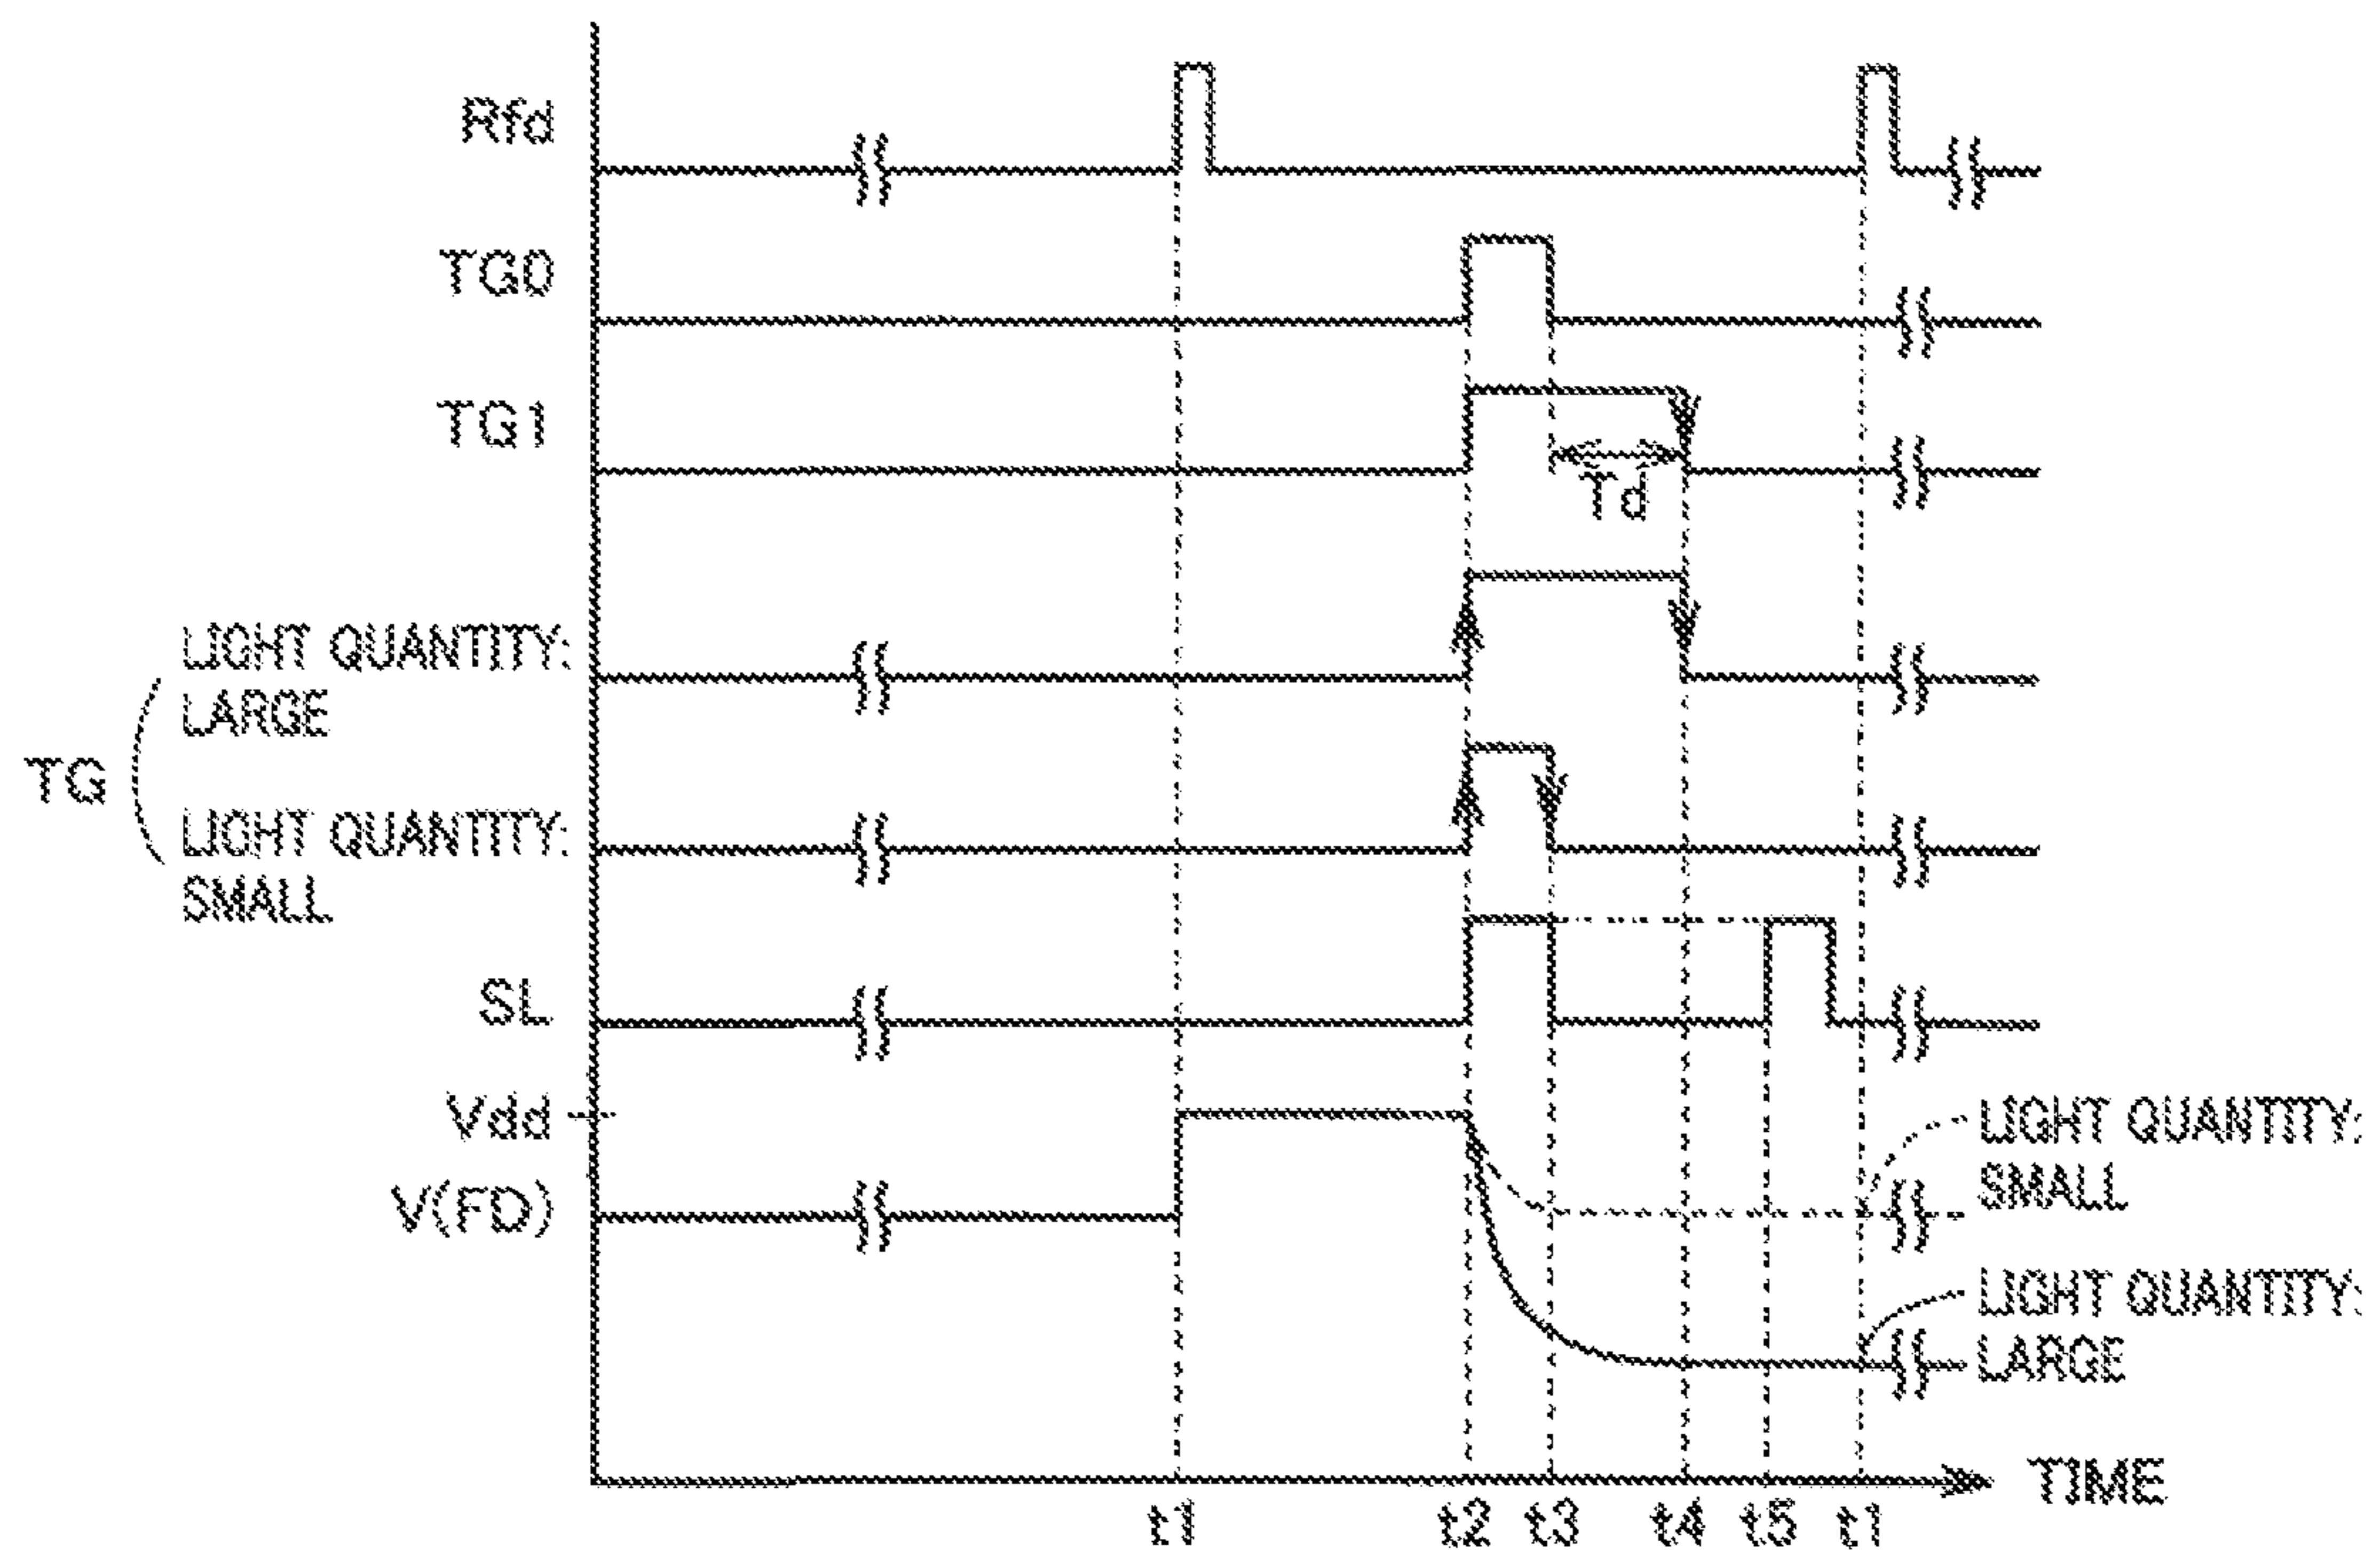 Rfd
TG0
TG1
Td
LIGHT QUANTITY:
LARGE
TG
LIGHT QUANTITY:
SMALL
SL
Vdd
V(FD)
LIGHT QUANTITY:
SMALL
LIGHT QUANTITY:
LARGE
TIME
t1 t2 t3 t4 t5 t1